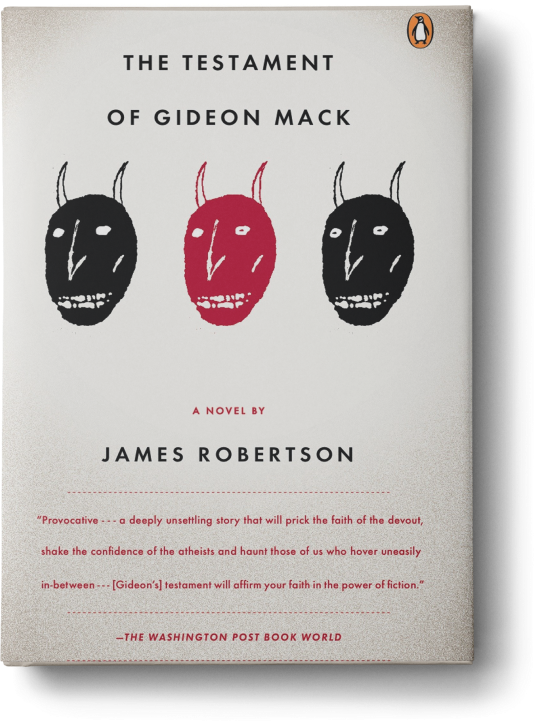 THE TESTAMENT
OF GIDEON MACK
A NOVEL BY
JAMES ROBERTSON
“Provocative - - - a deeply unsettling story that will prick the faith of the devout,
shake the confidence of the atheists and haunt those of us who hover uneasily
in-between - - - [Gideon’s] testament will affirm your faith in the power of fiction.”
—THE WASHINGTON POST BOOK WORLD